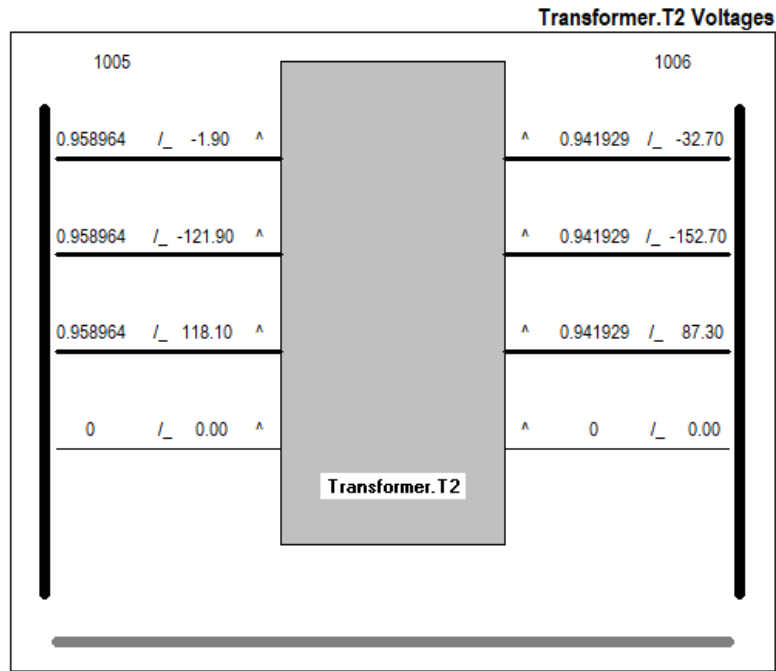 Transformer.T2 Voltages
1005 1006
0.958964 /_ -1.90 ^ ^ 0.941929 /_ -32.70
0.958964 /_ -121.90 ^ ^ 0.941929 /_ -152.70
0.958964 /_ 118.10 ^ ^ 0.941929 /_ 87.30
0 /_ 0.00 ^ ^ 0 /_ 0.00
Transformer.T2